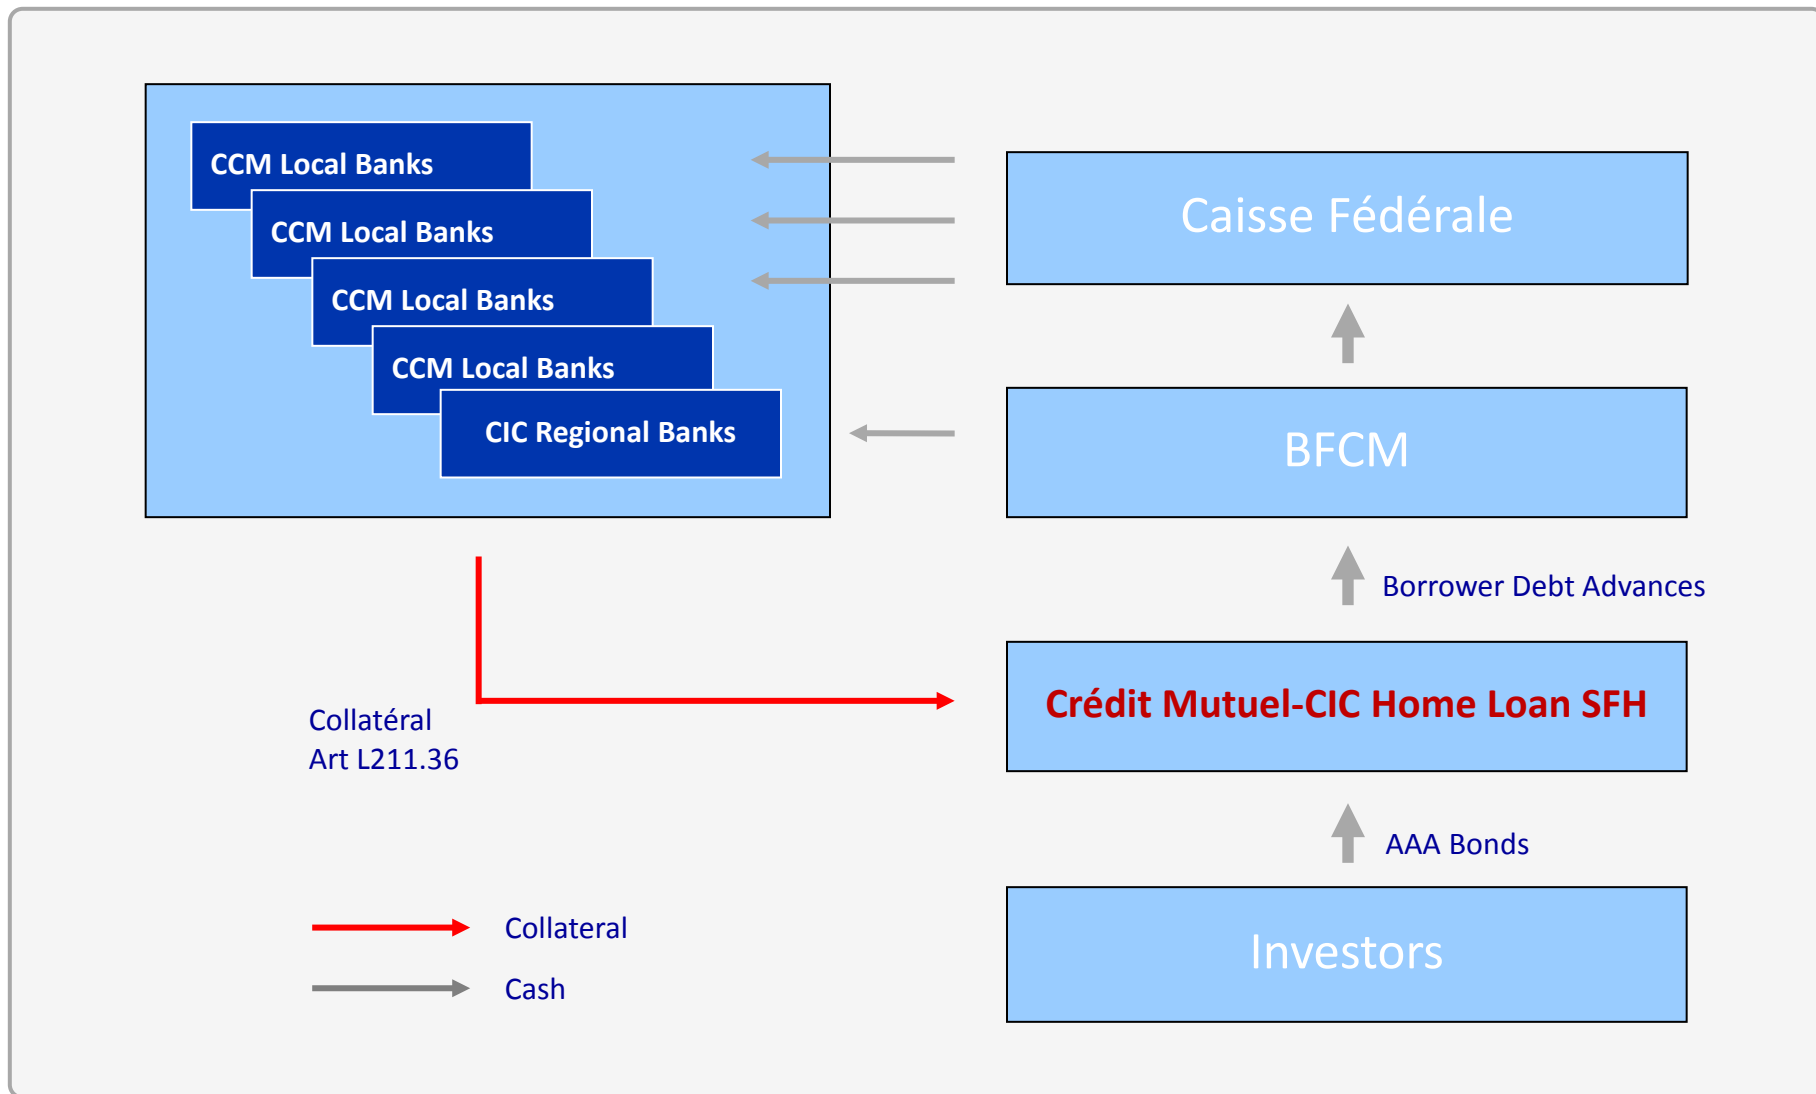 CCM Local Banks
CCM Local Banks
CCM Local Banks
CCM Local Banks
CIC Regional Banks
Caisse Fédérale
BFCM
Borrower Debt Advances
Crédit Mutuel-CIC Home Loan SFH
Collatéral
Art L211.36
AAA Bonds
Investors
Collateral
Cash